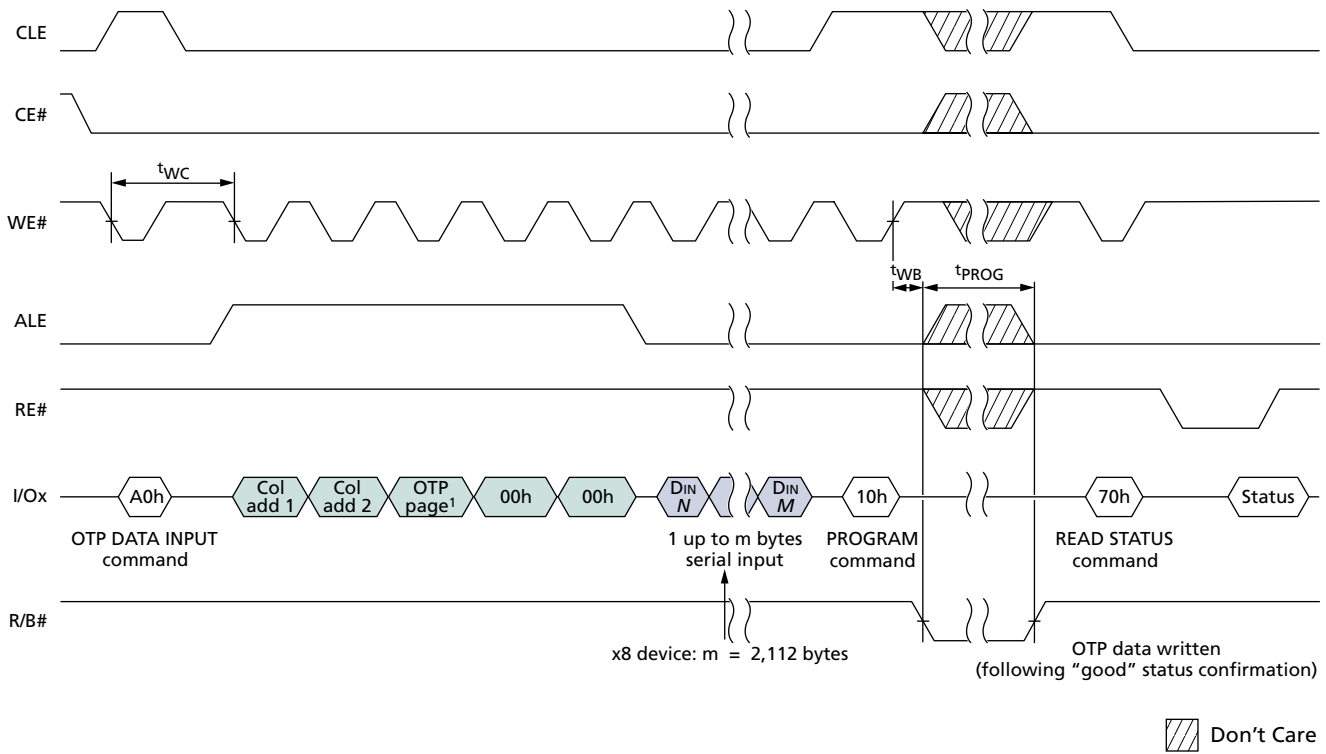 CLE
CE#
tWC
WE#
tWB
tPROG
ALE
RE#
I/Ox
A0h
Col add 1
Col add 2
OTP page¹
00h
00h
DIN N
DIN M
10h
70h
Status
OTP DATA INPUT
command
1 up to m bytes
serial input
PROGRAM
command
READ STATUS
command
R/B#
x8 device: m = 2,112 bytes
OTP data written
(following “good” status confirmation)
Don't Care